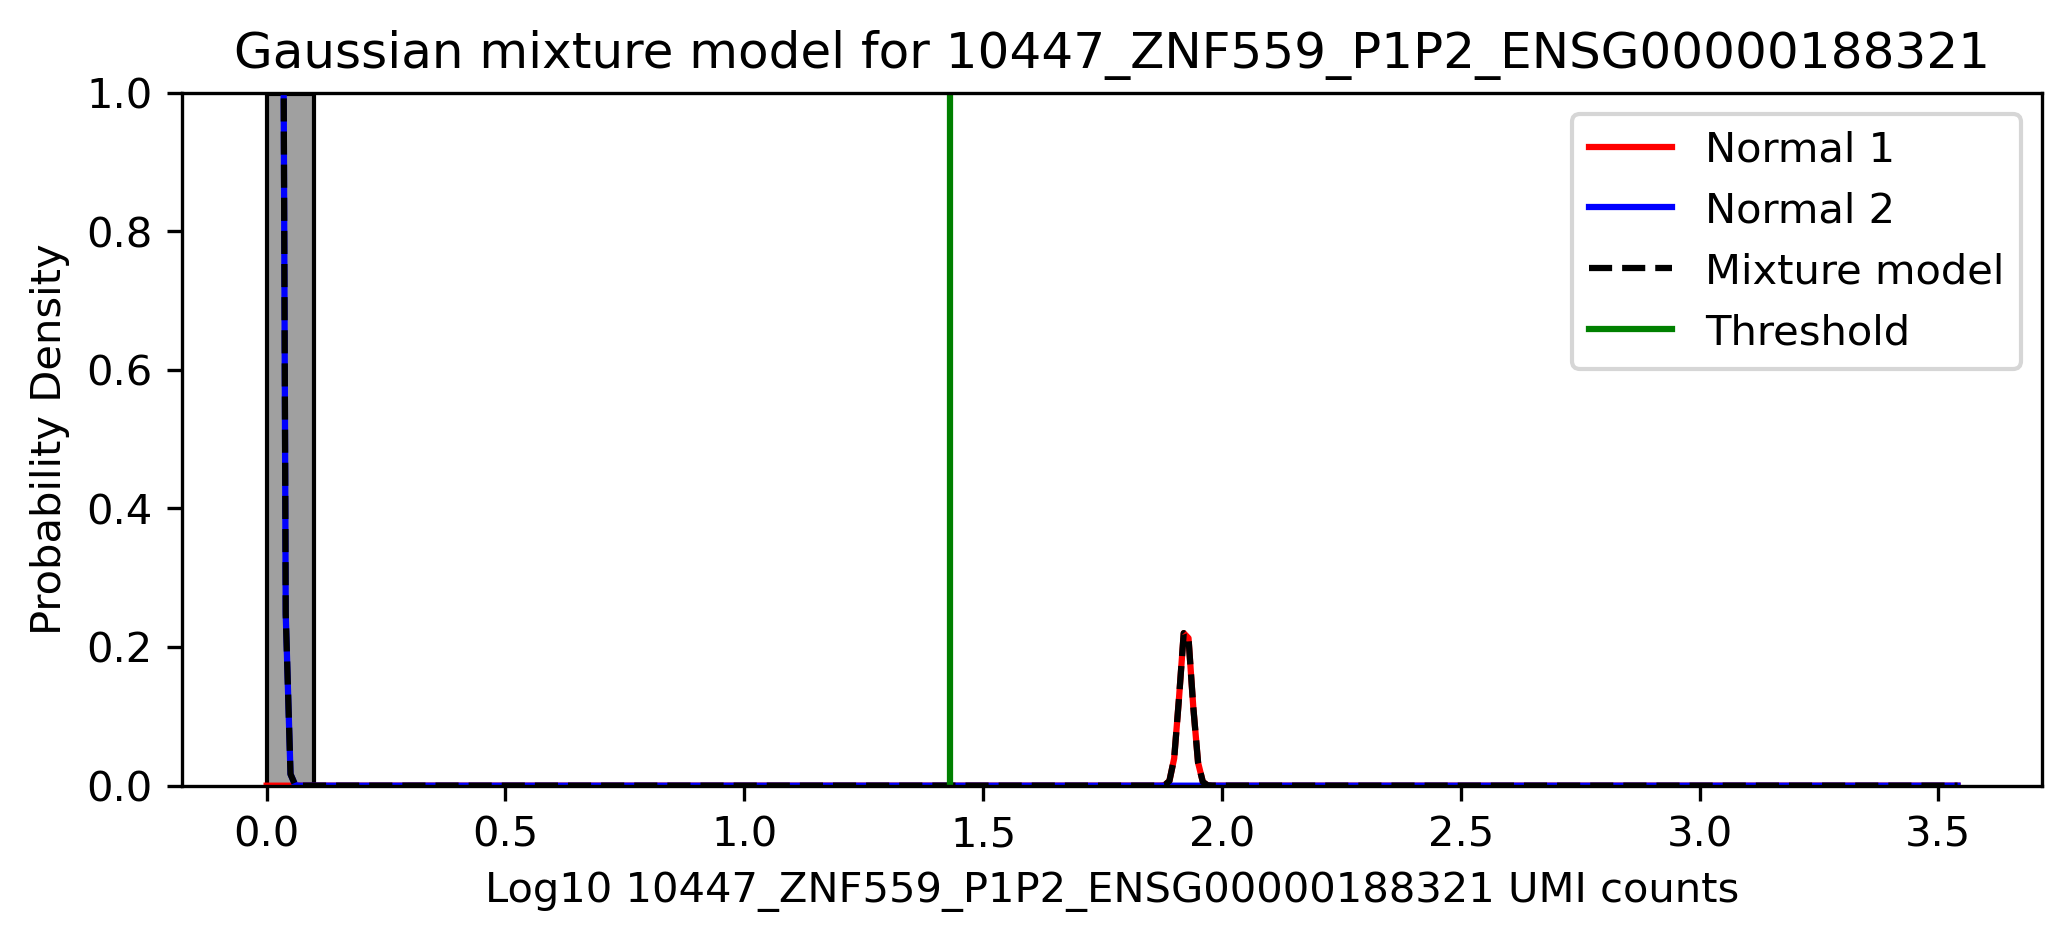 Gaussian mixture model for 10447_ZNF559_P1P2_ENSG00000188321
1.0
0.8
0.6
0.4
0.2
0.0
Probability Density
Normal 1
Normal 2
Mixture model
Threshold
0.0 0.5 1.0 1.5 2.0 2.5 3.0 3.5
Log10 10447_ZNF559_P1P2_ENSG00000188321 UMI counts